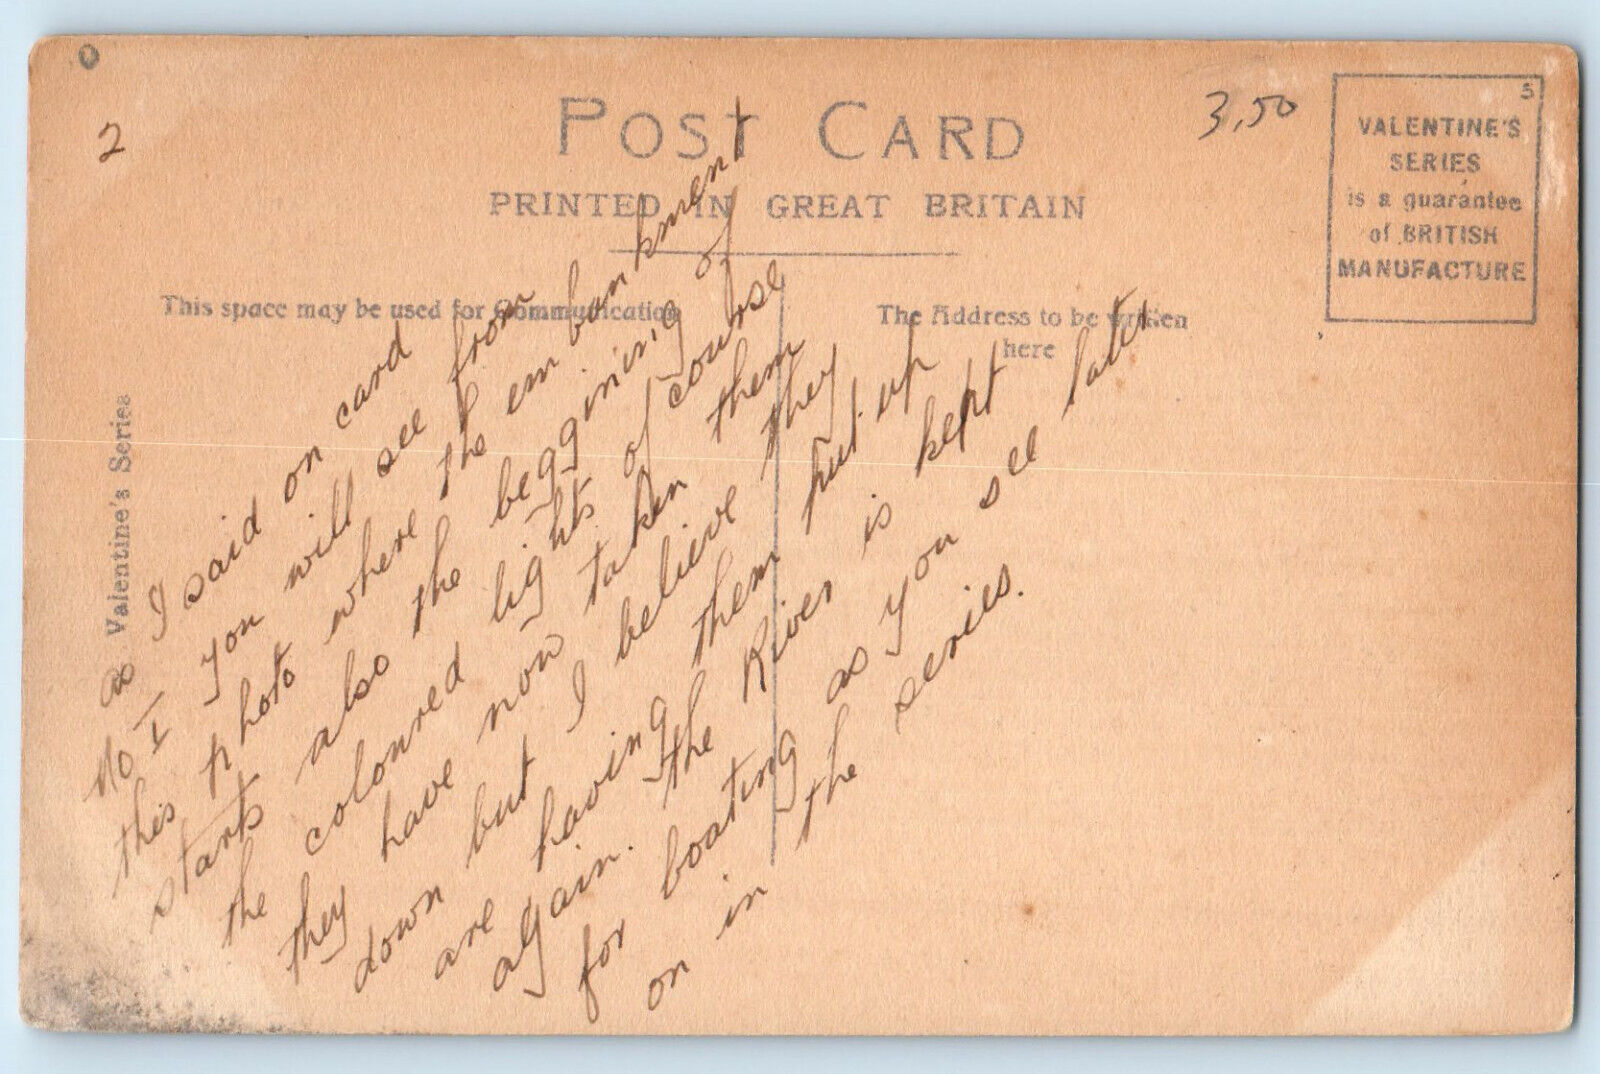 2
POST CARD
PRINTED IN GREAT BRITAIN
3,50
5
VALENTINE'S
SERIES
is a guarantee
of BRITISH
MANUFACTURE
This space may be used for Communication
The Address to be written
here
Valentine's Series
as I said on card
No I you will see from
this photo where the embankment
starts also the beggining of
the coloured lights of course
they have now taken them
down but I believe they
are having them put up
again. the River is kept
for boating as you see later
on in the series.